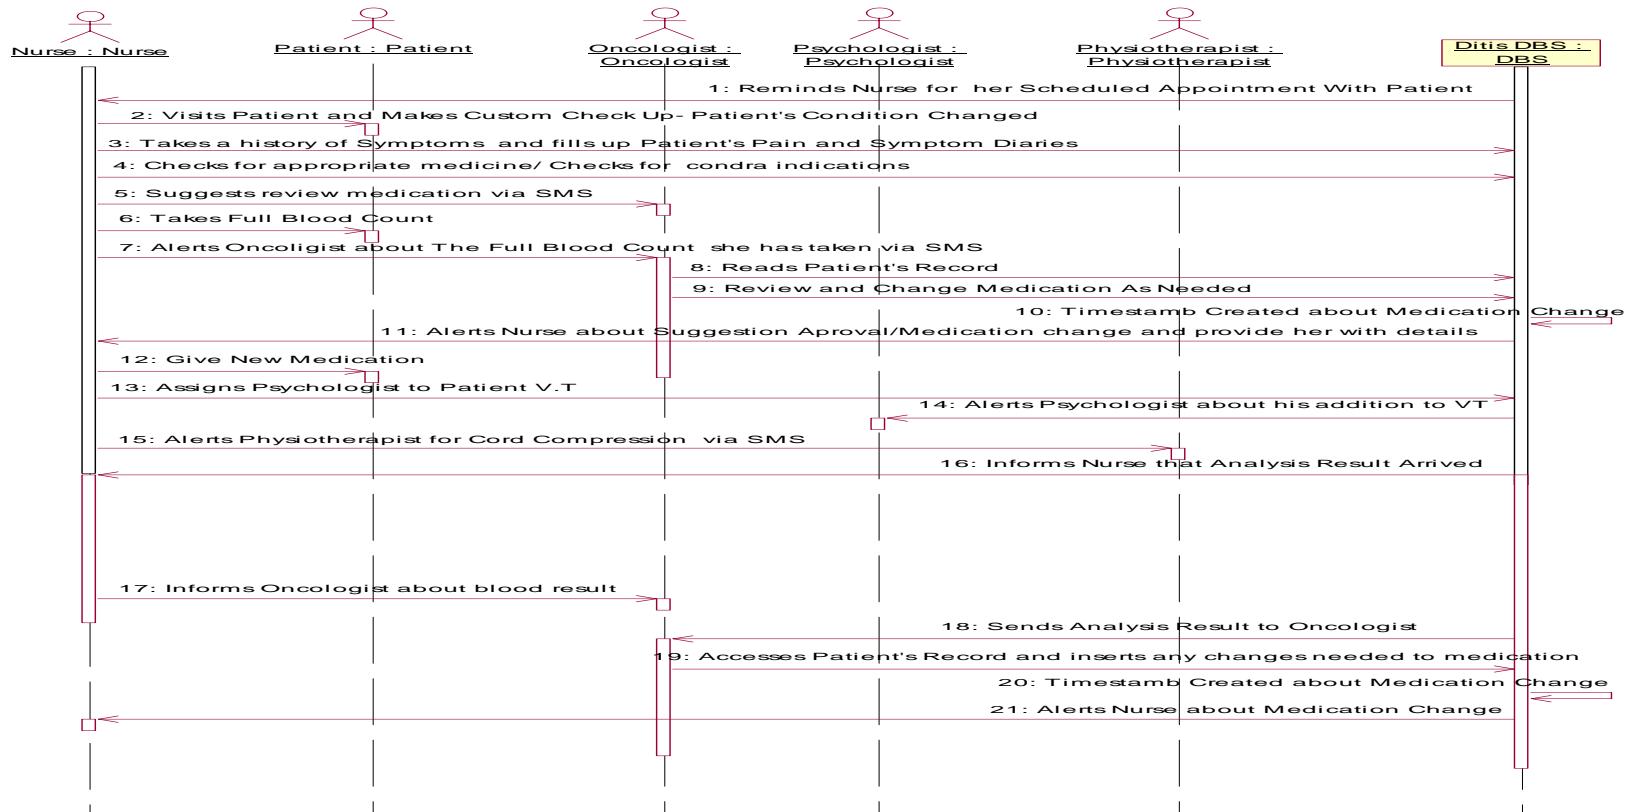 Nurse : Nurse
Patient : Patient
Oncologist :
Oncologist
Psychologist :
Psychologist
Physiotherapist :
Physiotherapist
Ditis DBS :
DBS
1: Reminds Nurse for her Scheduled Appointment With Patient
2: Visits Patient and Makes Custom Check Up- Patient's Condition Changed
3: Takes a history of Symptoms and fills up Patient's Pain and Symptom Diaries
4: Checks for appropriate medicine/ Checks for condra indications
5: Suggests review medication via SMS
6: Takes Full Blood Count
7: Alerts Oncoligist about The Full Blood Count she has taken via SMS
8: Reads Patient's Record
9: Review and Change Medication As Needed
10: Timestamb Created about Medication Change
11: Alerts Nurse about Suggestion Aproval/Medication change and provide her with details
12: Give New Medication
13: Assigns Psychologist to Patient V.T
14: Alerts Psychologist about his addition to VT
15: Alerts Physiotherapist for Cord Compression via SMS
16: Informs Nurse that Analysis Result Arrived
17: Informs Oncologist about blood result
18: Sends Analysis Result to Oncologist
19: Accesses Patient's Record and inserts any changes needed to medication
20: Timestamb Created about Medication Change
21: Alerts Nurse about Medication Change